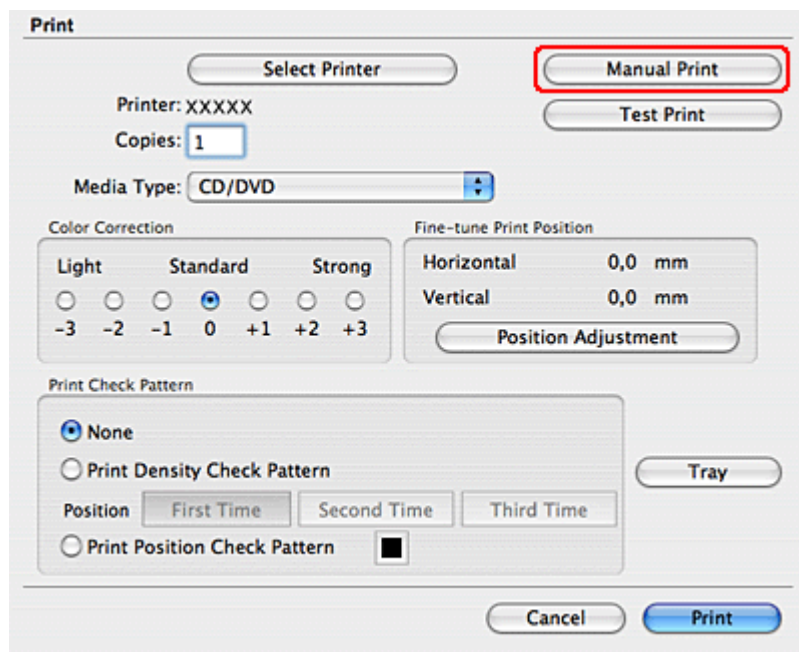 Print
Select Printer
Manual Print
Printer: XXXXX
Test Print
Copies: 1
Media Type: CD/DVD
Color Correction
Fine-tune Print Position
Light Standard Strong
Horizontal 0,0 mm
Vertical 0,0 mm
-3 -2 -1 0 +1 +2 +3
Position Adjustment
Print Check Pattern
None
Print Density Check Pattern
Tray
Position First Time Second Time Third Time
Print Position Check Pattern
Cancel Print